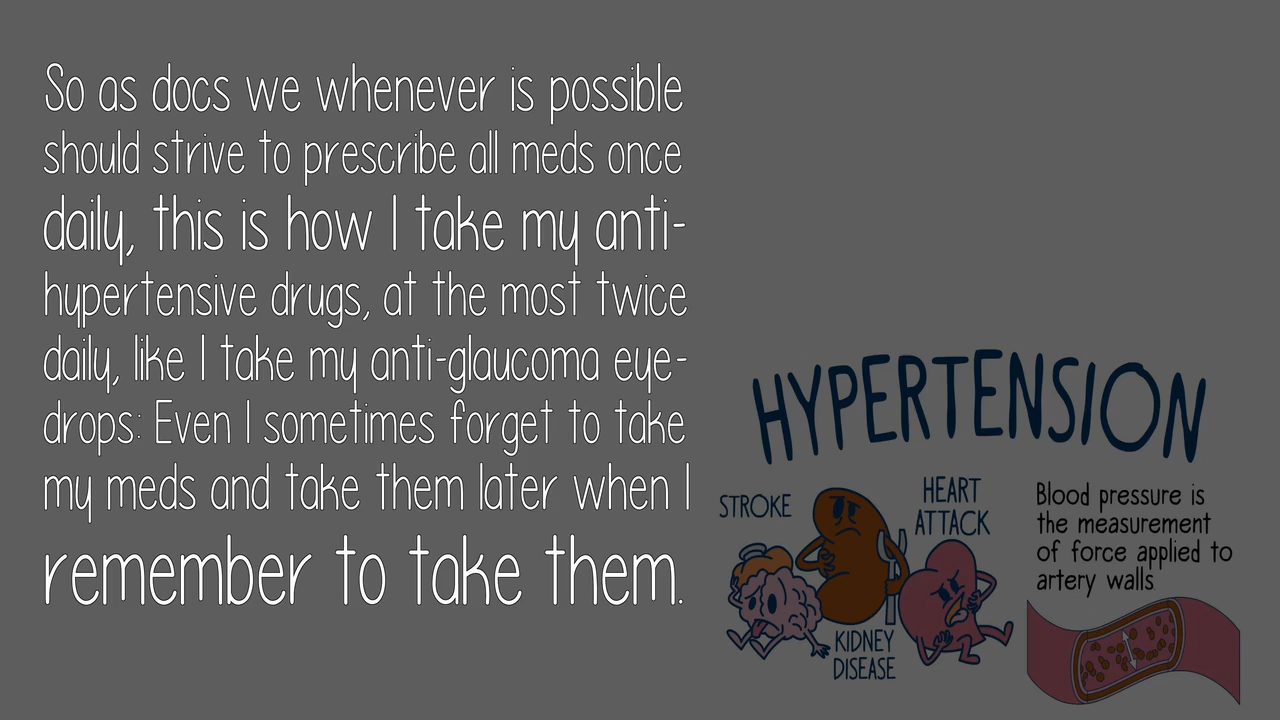 So as docs we whenever is possible
should strive to prescribe all meds once
daily, this is how I take my anti-
hypertensive drugs, at the most twice
daily, like I take my anti-glaucoma eye-
drops: Even I sometimes forget to take
my meds and take them later when I
remember to take them.
HYPERTENSION
STROKE
HEART
ATTACK
KIDNEY
DISEASE
Blood pressure is
the measurement
of force applied to
artery walls